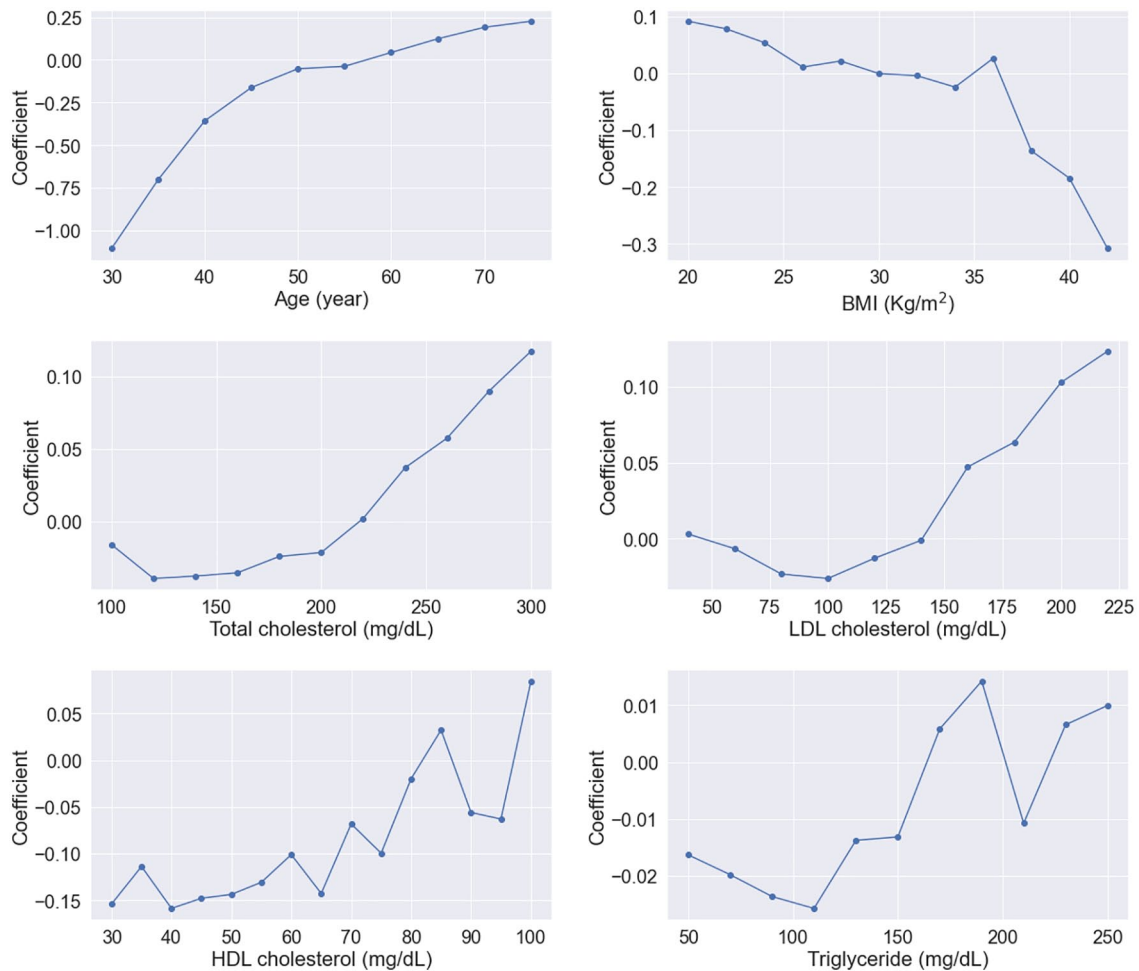 0.25
0.00
−0.25
−0.50
−0.75
−1.00
Coefficient
30 40 50 60 70
Age (year)
0.1
0.0
−0.1
−0.2
−0.3
Coefficient
20 25 30 35 40
BMI (Kg/m²)
0.10
0.05
0.00
Coefficient
100 150 200 250 300
Total cholesterol (mg/dL)
0.10
0.05
0.00
Coefficient
50 75 100 125 150 175 200 225
LDL cholesterol (mg/dL)
0.05
0.00
−0.05
−0.10
−0.15
Coefficient
30 40 50 60 70 80 90 100
HDL cholesterol (mg/dL)
0.01
0.00
−0.01
−0.02
Coefficient
50 100 150 200 250
Triglyceride (mg/dL)